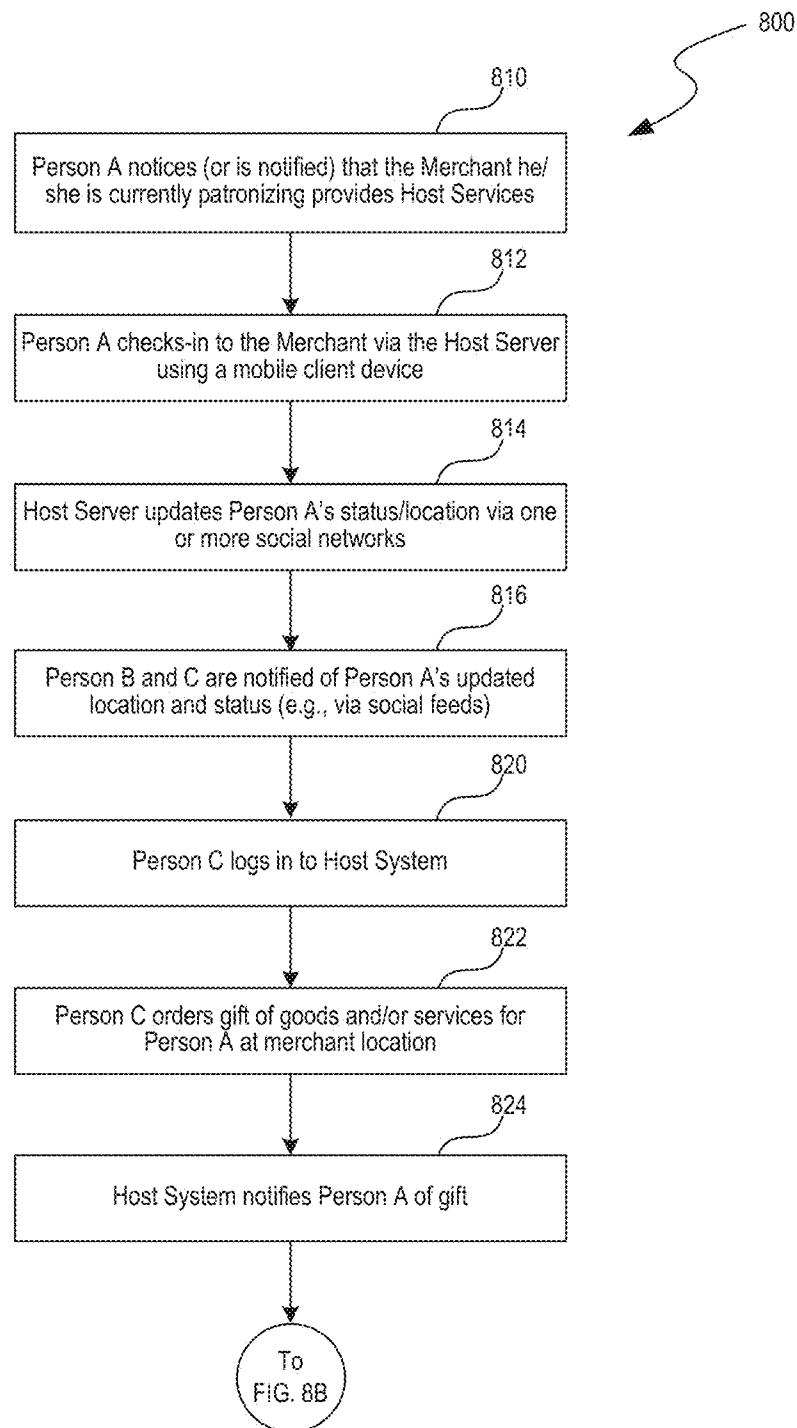 800
810
Person A notices (or is notified) that the Merchant he/
she is currently patronizing provides Host Services
812
Person A checks-in to the Merchant via the Host Server
using a mobile client device
814
Host Server updates Person A's status/location via one
or more social networks
816
Person B and C are notified of Person A's updated
location and status (e.g., via social feeds)
820
Person C logs in to Host System
822
Person C orders gift of goods and/or services for
Person A at merchant location
824
Host System notifies Person A of gift
To
FIG. 8B